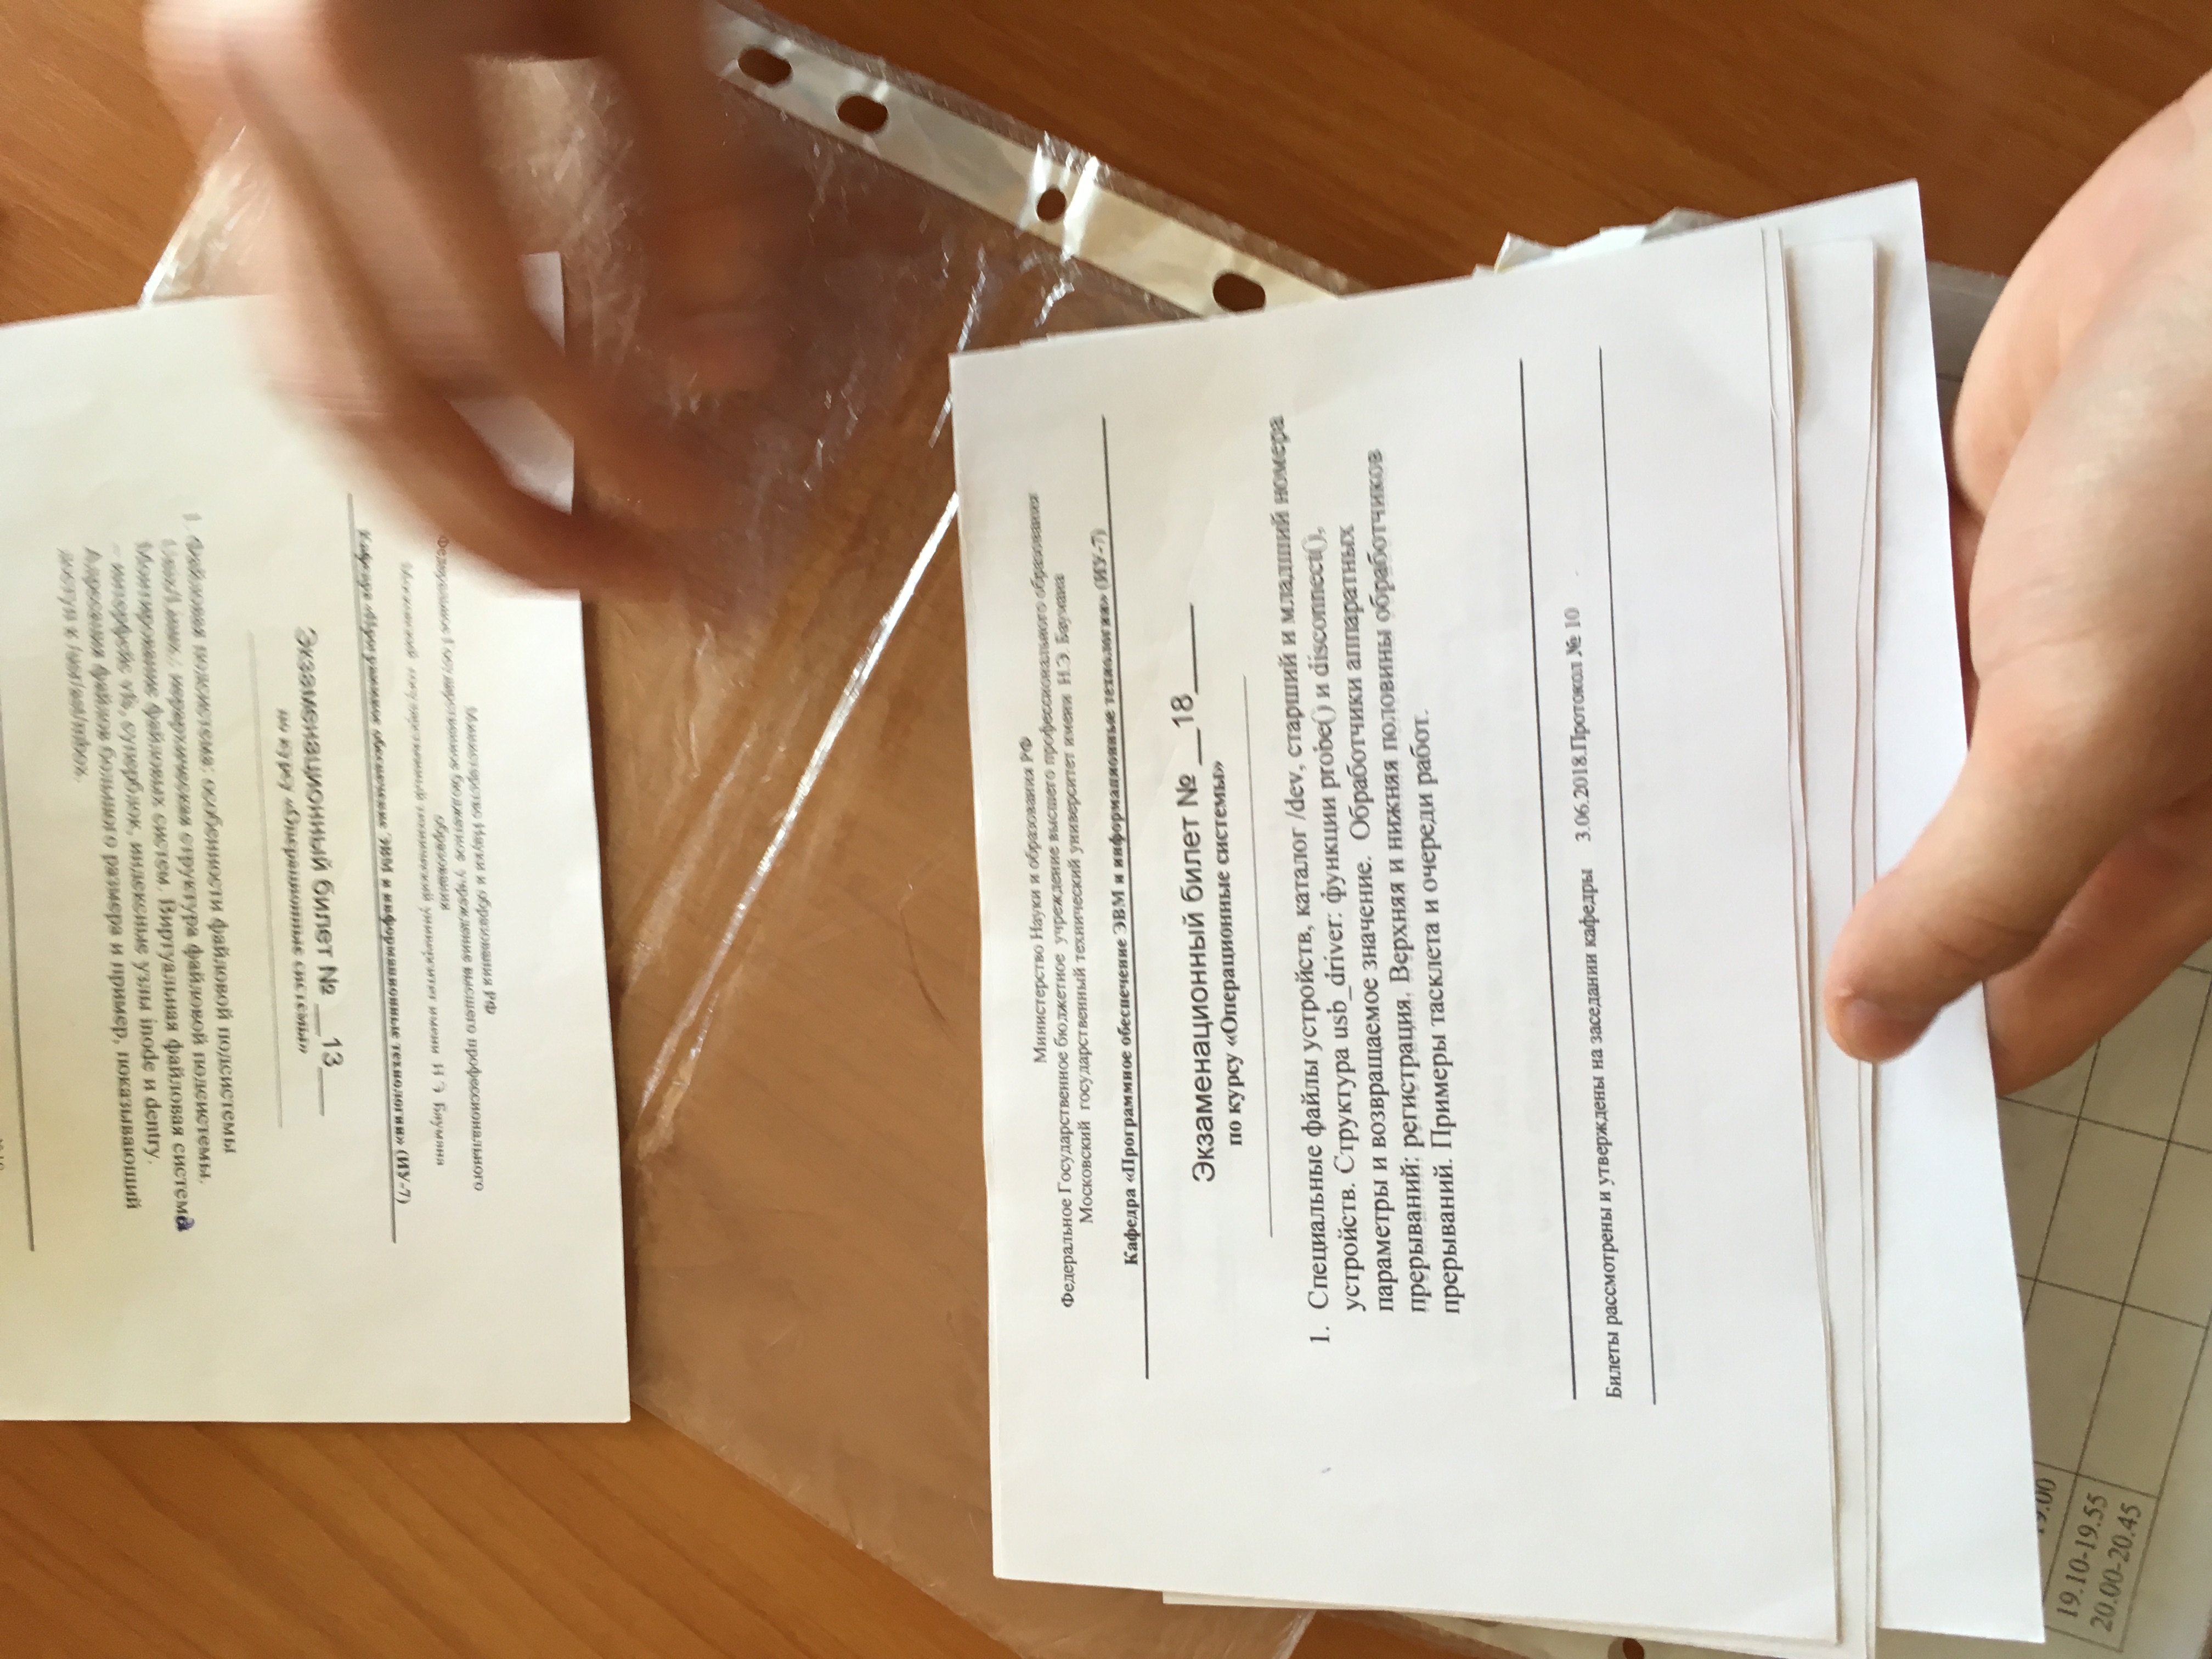 Файловая подсистема: особенности файловой подсистемы
иерархическая структура файловой подсистемы.
Монтирование файловых систем. Виртуальная файловая система
– интерфейс vfs, суперблок, индексные узлы inode и dentry.
файлов большого размера и пример, показывающий
доступ к /usr/ast/mbox.
Экзаменационный билет № __13____
по курсу «Операционные системы»
Министерство Науки и образования РФ
Федеральное Государственное бюджетное учреждение высшего профессионального
образования
Московский государственный технический университет имени Н.Э. Баумана
Кафедра «Программное обеспечение ЭВМ и информационные технологии» (ИУ-7)
Министерство Науки и образования РФ
Федеральное Государственное бюджетное учреждение высшего профессионального образования
Московский государственный технический университет имени Н.Э. Баумана
Кафедра «Программное обеспечение ЭВМ и информационные технологии» (ИУ-7)
Экзаменационный билет № __18_____
по курсу «Операционные системы»
1. Специальные файлы устройств, каталог /dev, старший и младший номера
устройств. Структура usb_driver: функции probe() и disconnect(),
параметры и возвращаемое значение. Обработчики аппаратных
прерываний: регистрация. Верхняя и нижняя половины обработчиков
прерываний. Примеры тасклета и очереди работ.
Билеты рассмотрены и утверждены на заседании кафедры 3.06.2018.Протокол № 10
19.00
19.10-19.55
20.00-20.45